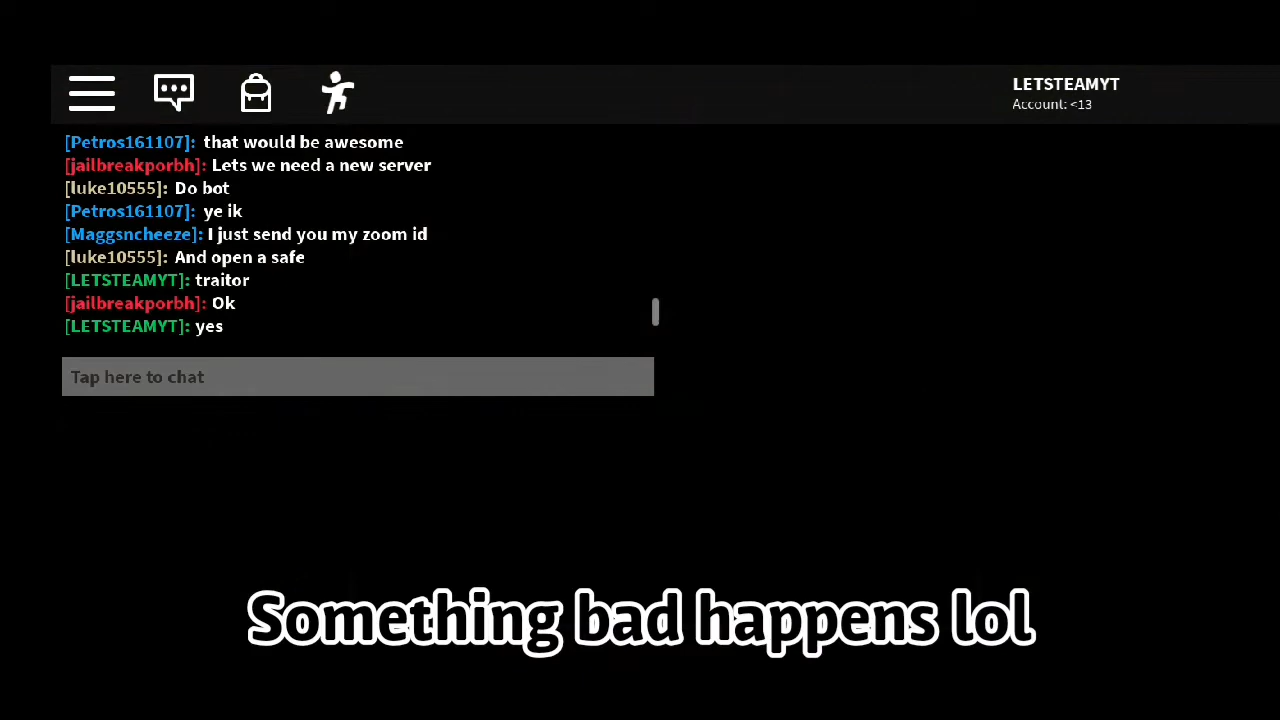 LETSTEAMYT
Account: <13
[Petros161107]: that would be awesome
[jailbreakporbh]: Lets we need a new server
[luke10555]: Do bot
[Petros161107]: ye ik
[Maggsncheeze]: I just send you my zoom id
[luke10555]: And open a safe
[LETSTEAMYT]: traitor
[jailbreakporbh]: Ok
[LETSTEAMYT]: yes
Tap here to chat
Something bad happens lol